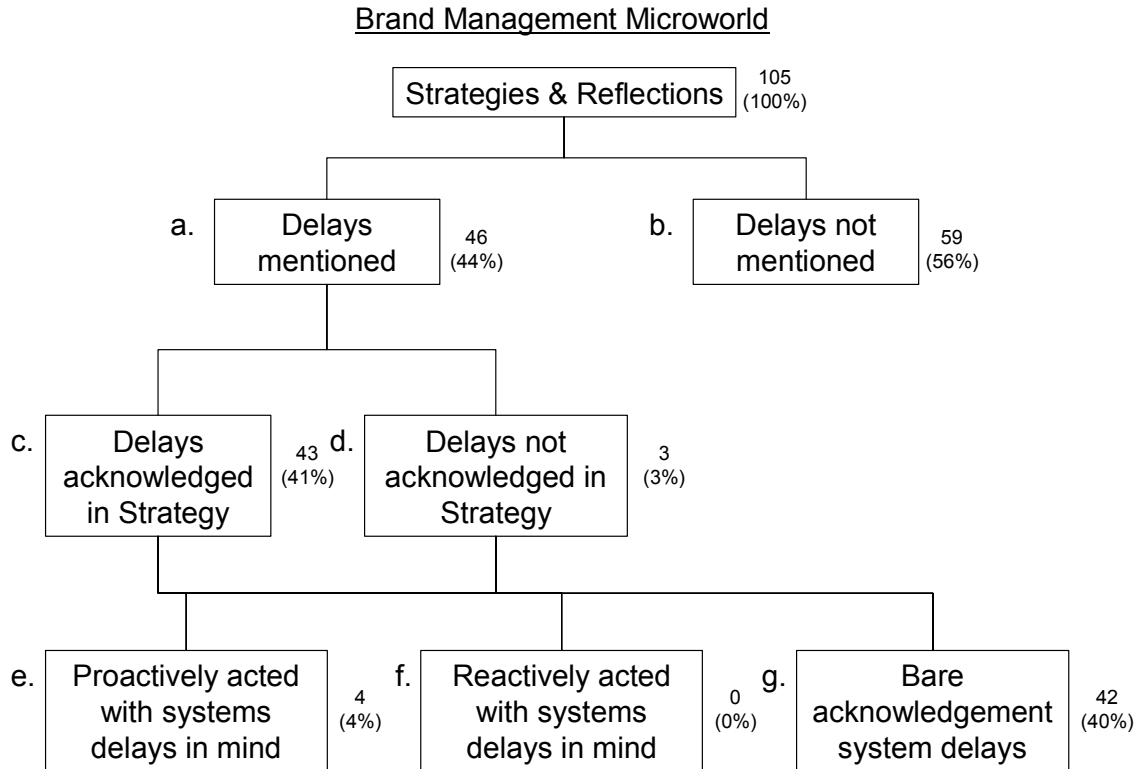 Brand Management Microworld
Strategies & Reflections
105
(100%)
a.
Delays
mentioned
46
(44%)
b.
Delays not
mentioned
59
(56%)
c.
Delays
acknowledged
in Strategy
43
(41%)
d.
Delays not
acknowledged in
Strategy
3
(3%)
e.
Proactively acted
with systems
delays in mind
4
(4%)
f.
Reactively acted
with systems
delays in mind
0
(0%)
g.
Bare
acknowledgement
system delays
42
(40%)